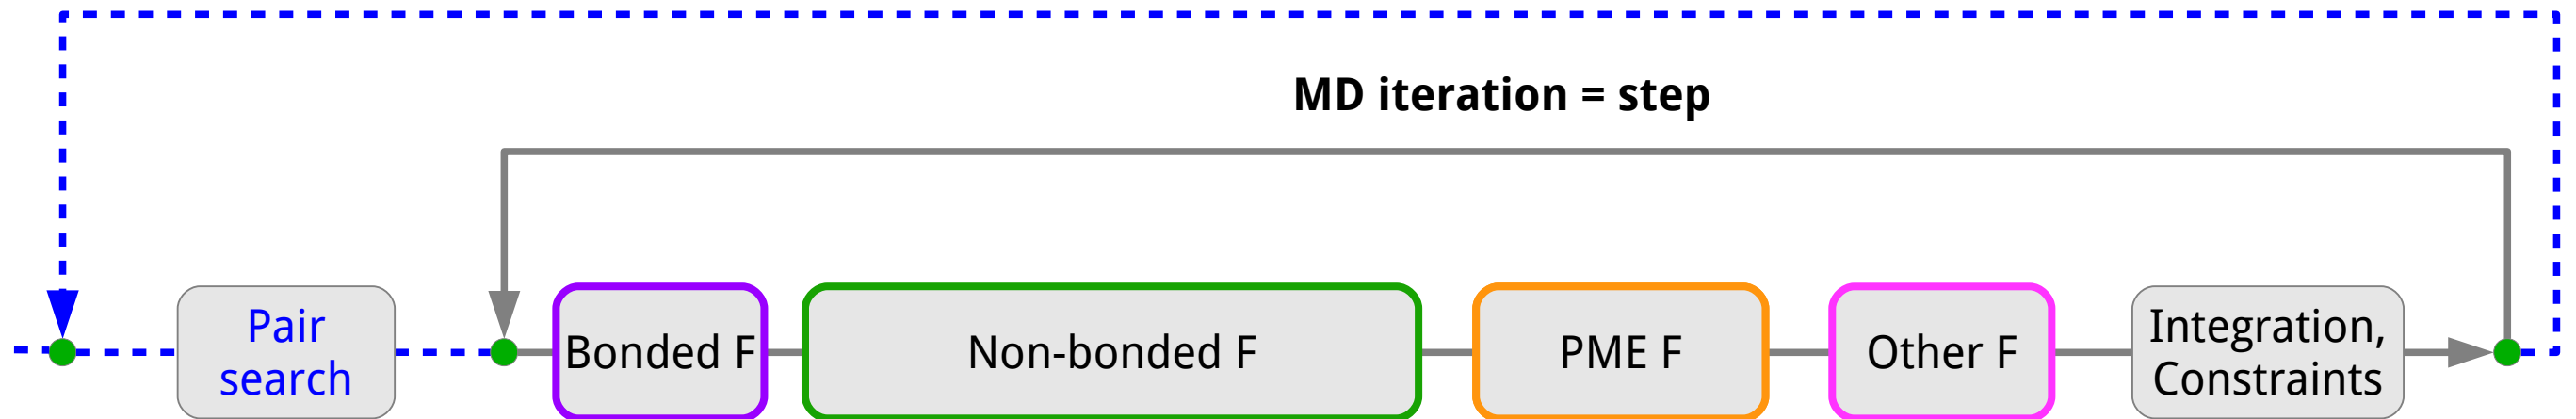 MD iteration = step
Pair
search
Bonded F
Non-bonded F
PME F
Other F
Integration,
Constraints